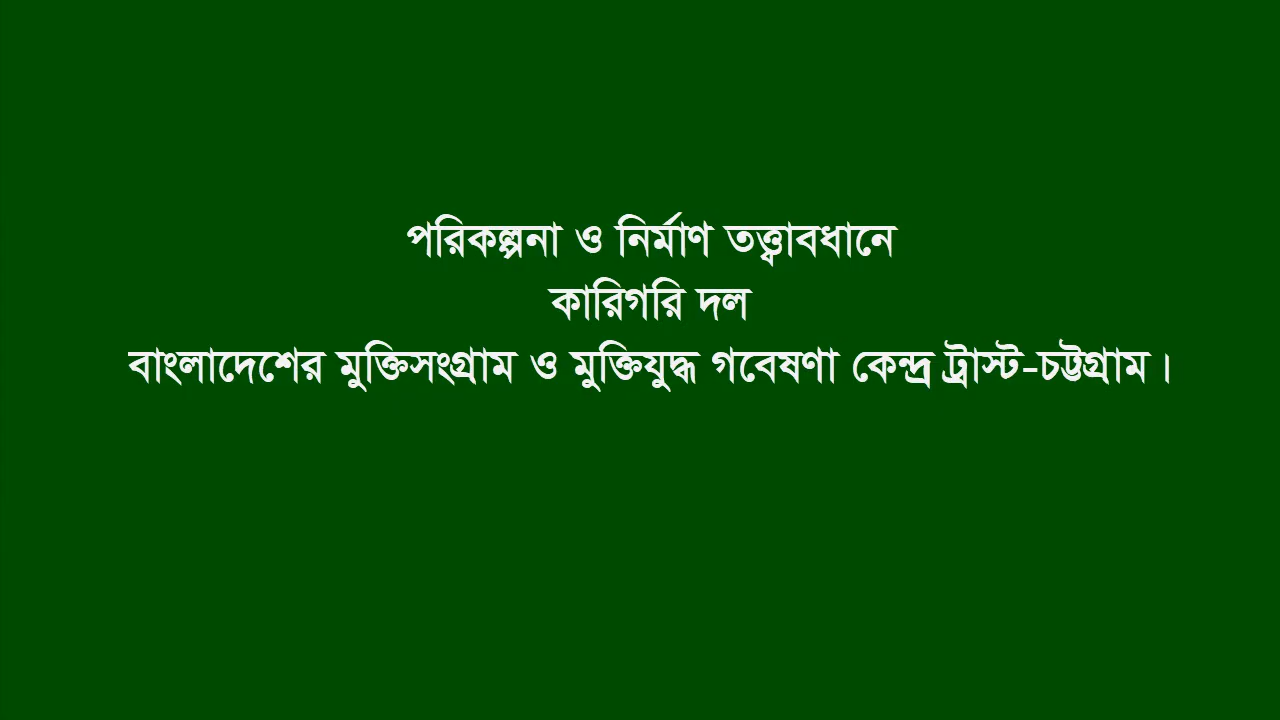 পরিকল্পনা ও নির্মাণ তত্ত্বাবধানে
কারিগরি দল
বাংলাদেশের মুক্তিসংগ্রাম ও মুক্তিযুদ্ধ গবেষণা কেন্দ্র ট্রাস্ট-চট্টগ্রাম।